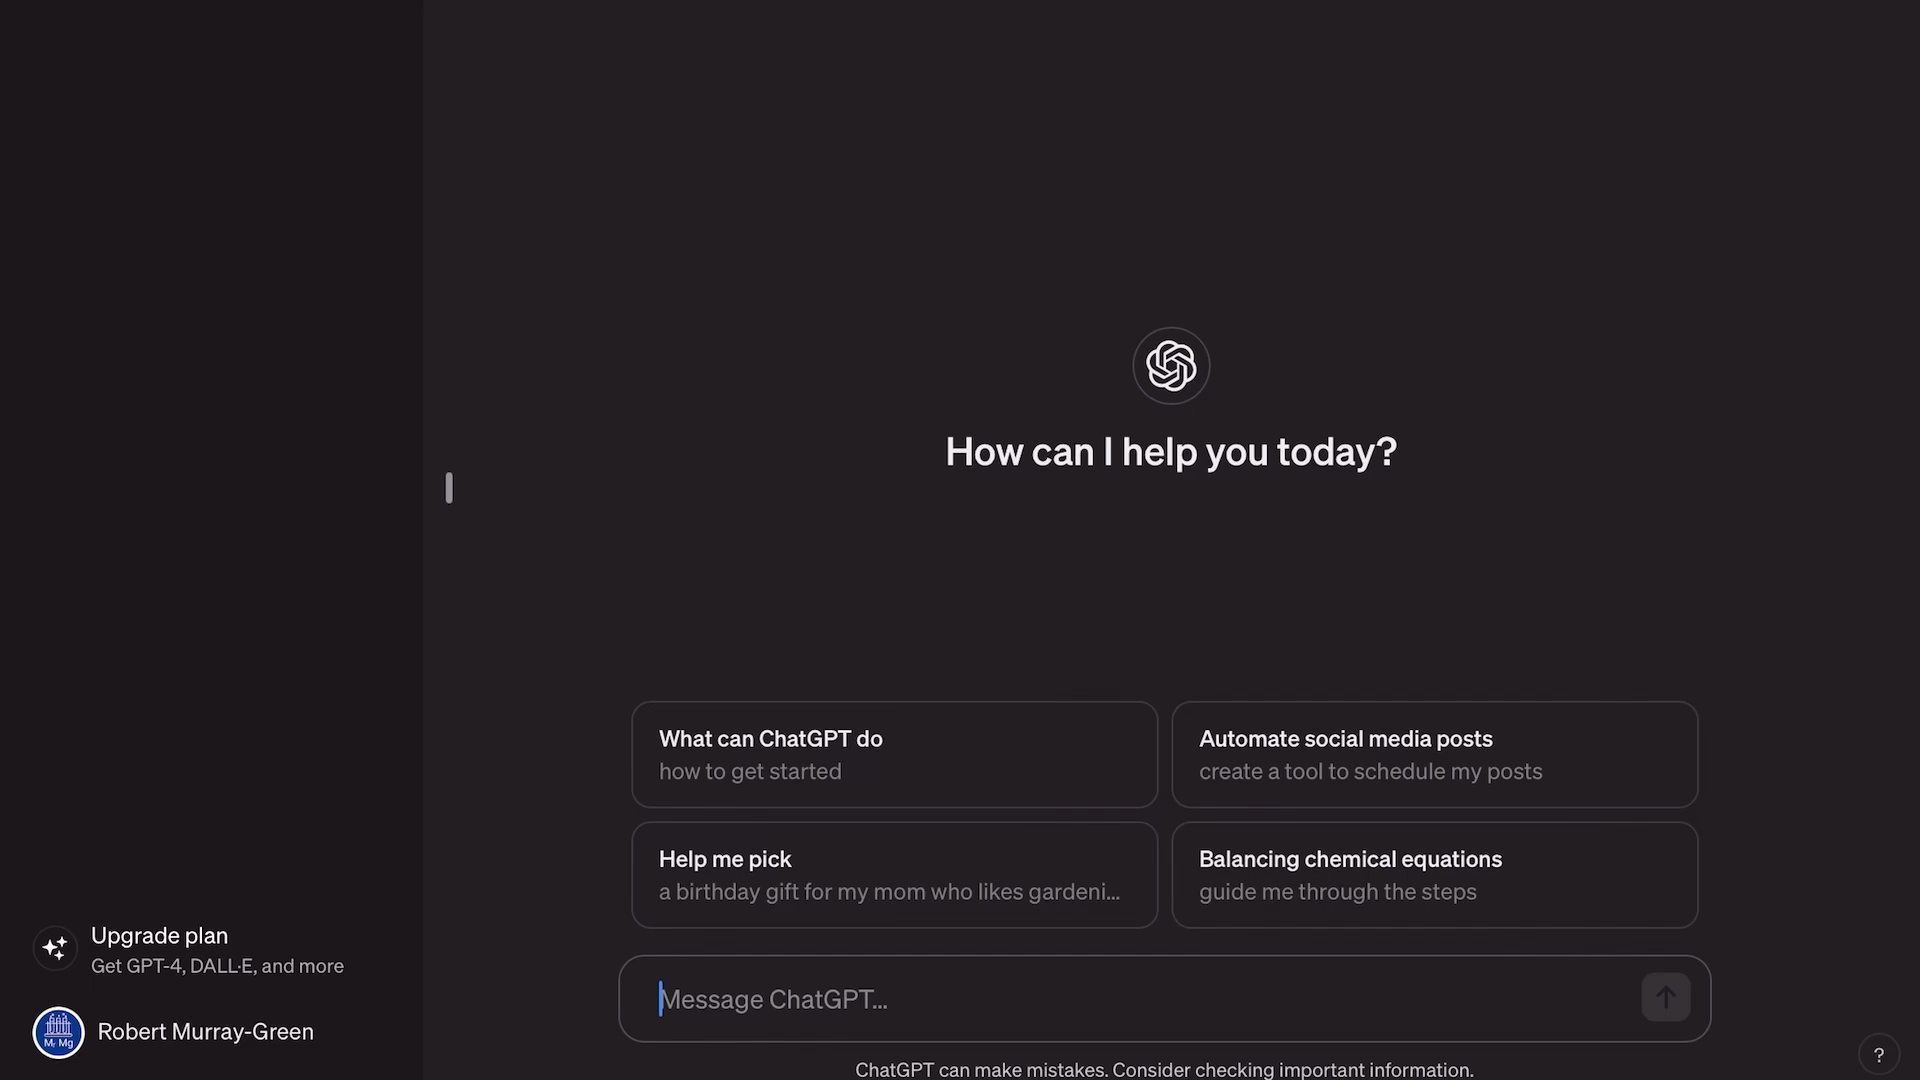 How can I help you today?
What can ChatGPT do
how to get started
Automate social media posts
create a tool to schedule my posts
Help me pick
a birthday gift for my mom who likes gardeni...
Balancing chemical equations
guide me through the steps
Upgrade plan
Get GPT-4, DALL·E, and more
Message ChatGPT...
Mr Mg
Robert Murray-Green
?
ChatGPT can make mistakes. Consider checking important information.